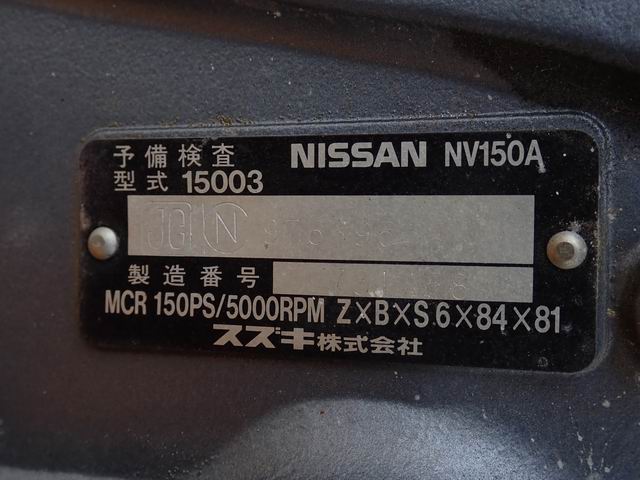 予備検査 NISSAN NV150A
型式 15003
製造番号
MCR 150PS/5000RPM Z×B×S.6×84×81
スズキ株式会社